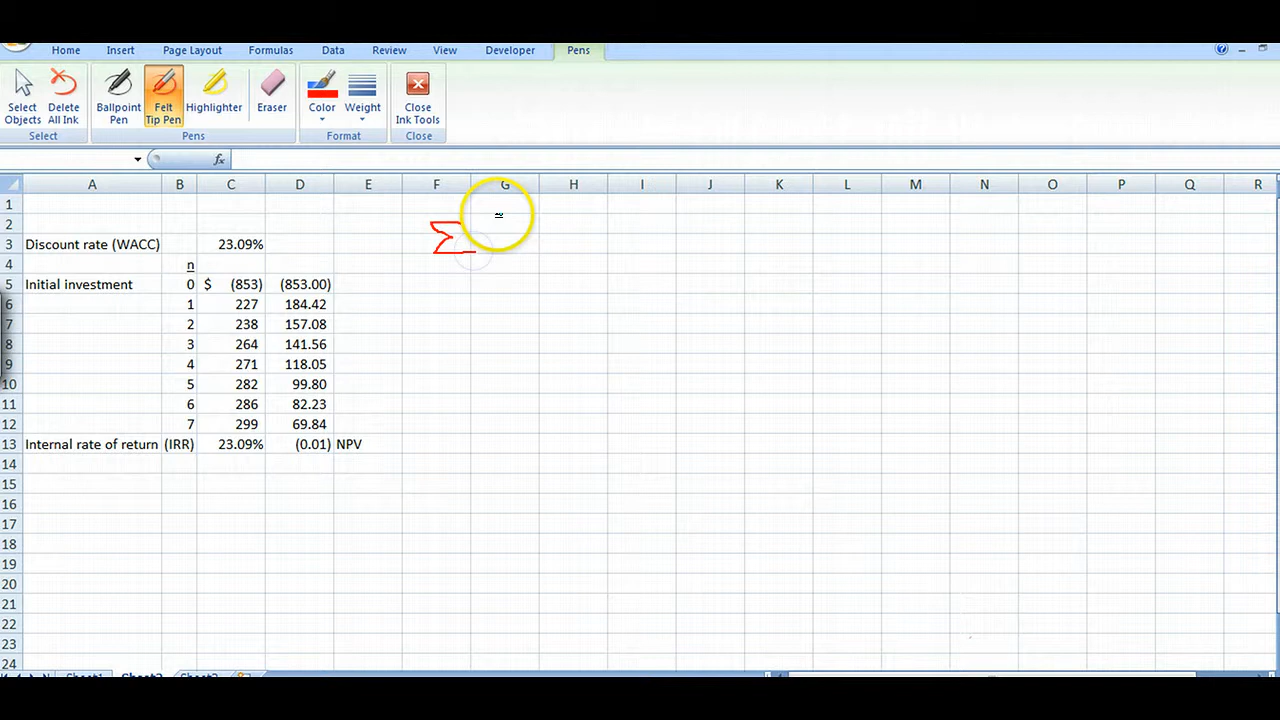 Home Insert Page Layout Formulas Data Review View Developer Pens
Select Objects Delete All Ink Ballpoint Pen Felt Tip Pen Highlighter Eraser Color Weight Close Ink Tools
Select Pens Format Close
fx
A B C D E F G H I J K L M N O P Q R
1
2
Σ
3 Discount rate (WACC) 23.09%
4 n
5 Initial investment 0 $ (853) (853.00)
6 1 227 184.42
7 2 238 157.08
8 3 264 141.56
9 4 271 118.05
10 5 282 99.80
11 6 286 82.23
12 7 299 69.84
13 Internal rate of return (IRR) 23.09% (0.01) NPV
14
15
16
17
18
19
20
21
22
23
24
Sheet1 Sheet2 Sheet3